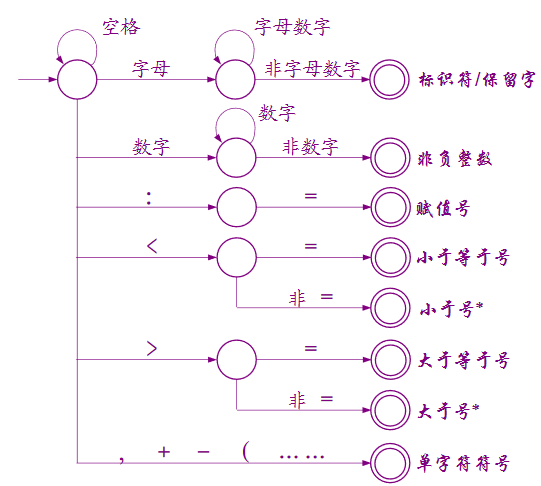 空格
字母数字
字母
非字母数字
标识符/保留字
数字
数字
非数字
非负整数
:
=
赋值号
<
=
小于等于号
非 =
小于号*
>
=
大于等于号
非 =
大于号*
, + - ( ……
单字符符号